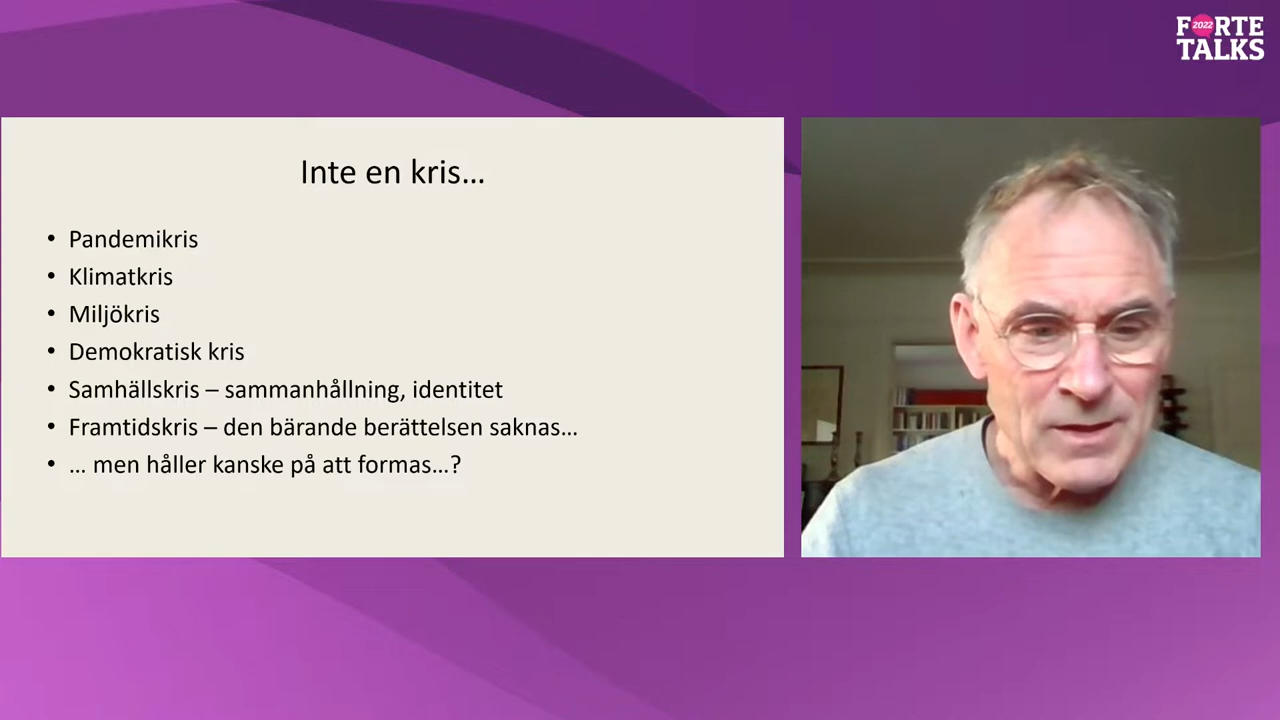 FORTE
2022
TALKS
Inte en kris...
• Pandemikris
• Klimatkris
• Miljökris
• Demokratisk kris
• Samhällskris – sammanhållning, identitet
• Framtidskris – den bärande berättelsen saknas...
• ... men håller kanske på att formas...?